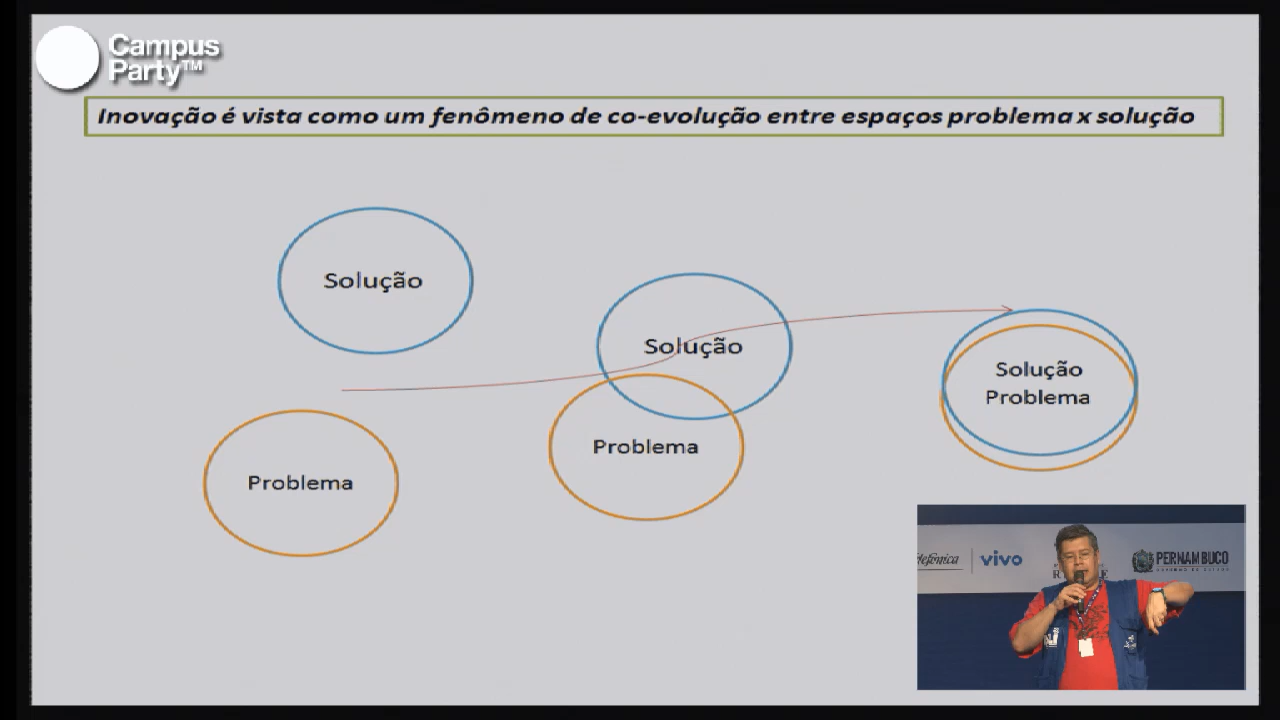 Campus
Party™
Inovação é vista como um fenômeno de co-evolução entre espaços problema x solução
Solução
Solução
Solução
Problema
Problema
Problema
Telefónica
vivo
PERNAMBUCO